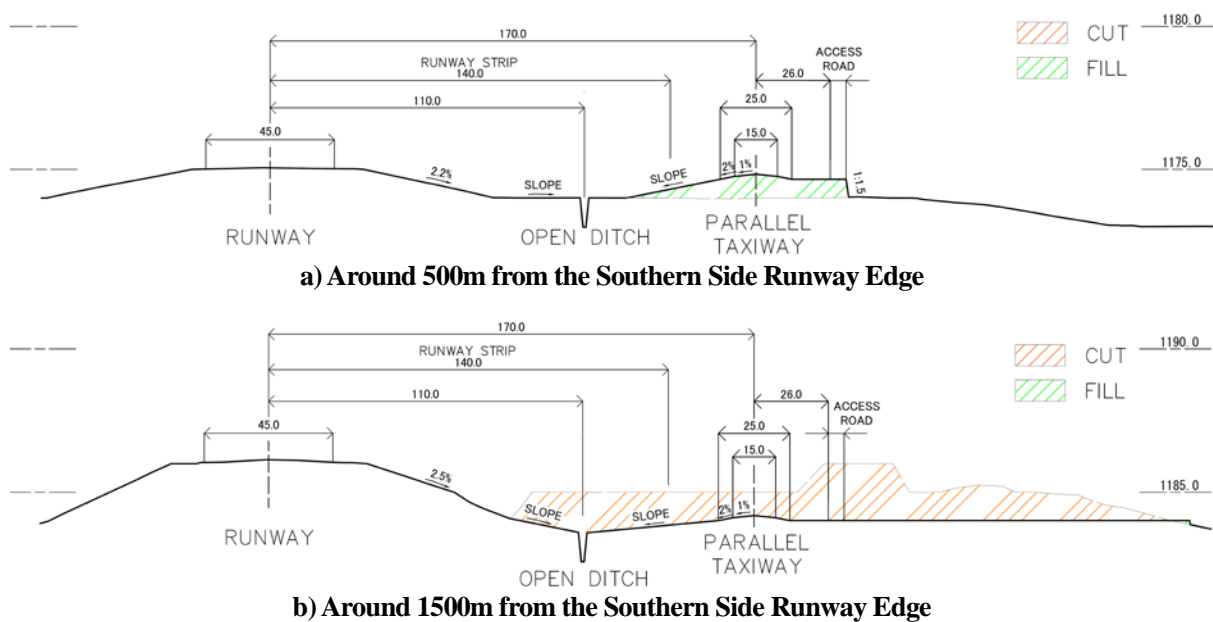 1180.0
170.0
CUT
ACCESS
ROAD
RUNWAY STRIP
140.0
26.0
FILL
110.0
25.0
45.0
15.0
2.2%
SLOPE
SLOPE
2%
1%
1175.0
1:1.5
RUNWAY
OPEN DITCH
PARALLEL
TAXIWAY
a) Around 500m from the Southern Side Runway Edge
1190.0
170.0
CUT
RUNWAY STRIP
140.0
FILL
110.0
26.0
ACCESS
ROAD
45.0
25.0
15.0
2.5%
SLOPE
SLOPE
2%
1%
1185.0
RUNWAY
OPEN DITCH
PARALLEL
TAXIWAY
b) Around 1500m from the Southern Side Runway Edge